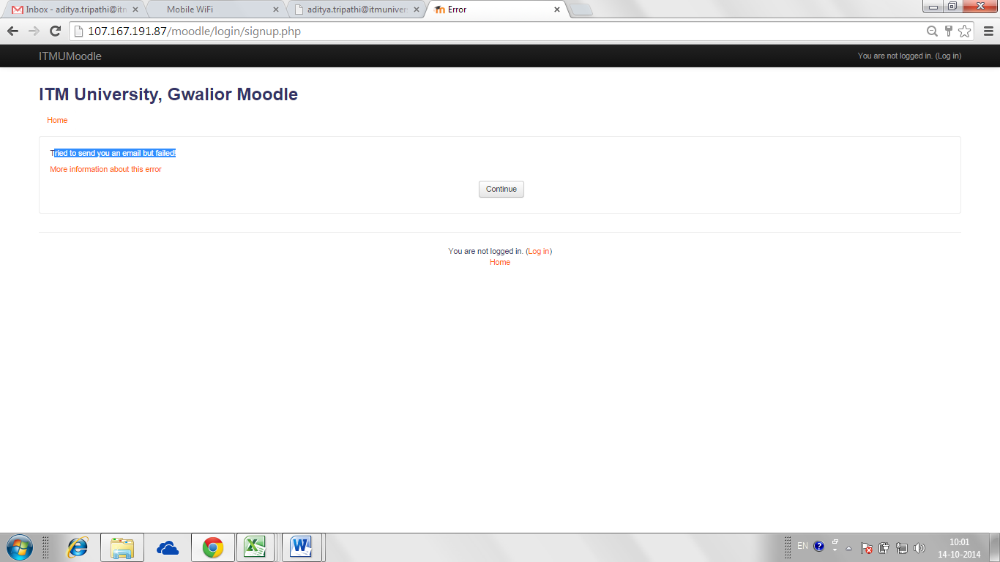 Inbox - aditya.tripathi@itm
Mobile WiFi
aditya.tripathi@itmunivers
Error
107.167.191.87/moodle/login/signup.php
ITMUMoodle
You are not logged in. (Log in)
ITM University, Gwalior Moodle
Home
Tried to send you an email but failed!
More information about this error
Continue
You are not logged in. (Log in)
Home
EN
10:01
14-10-2014